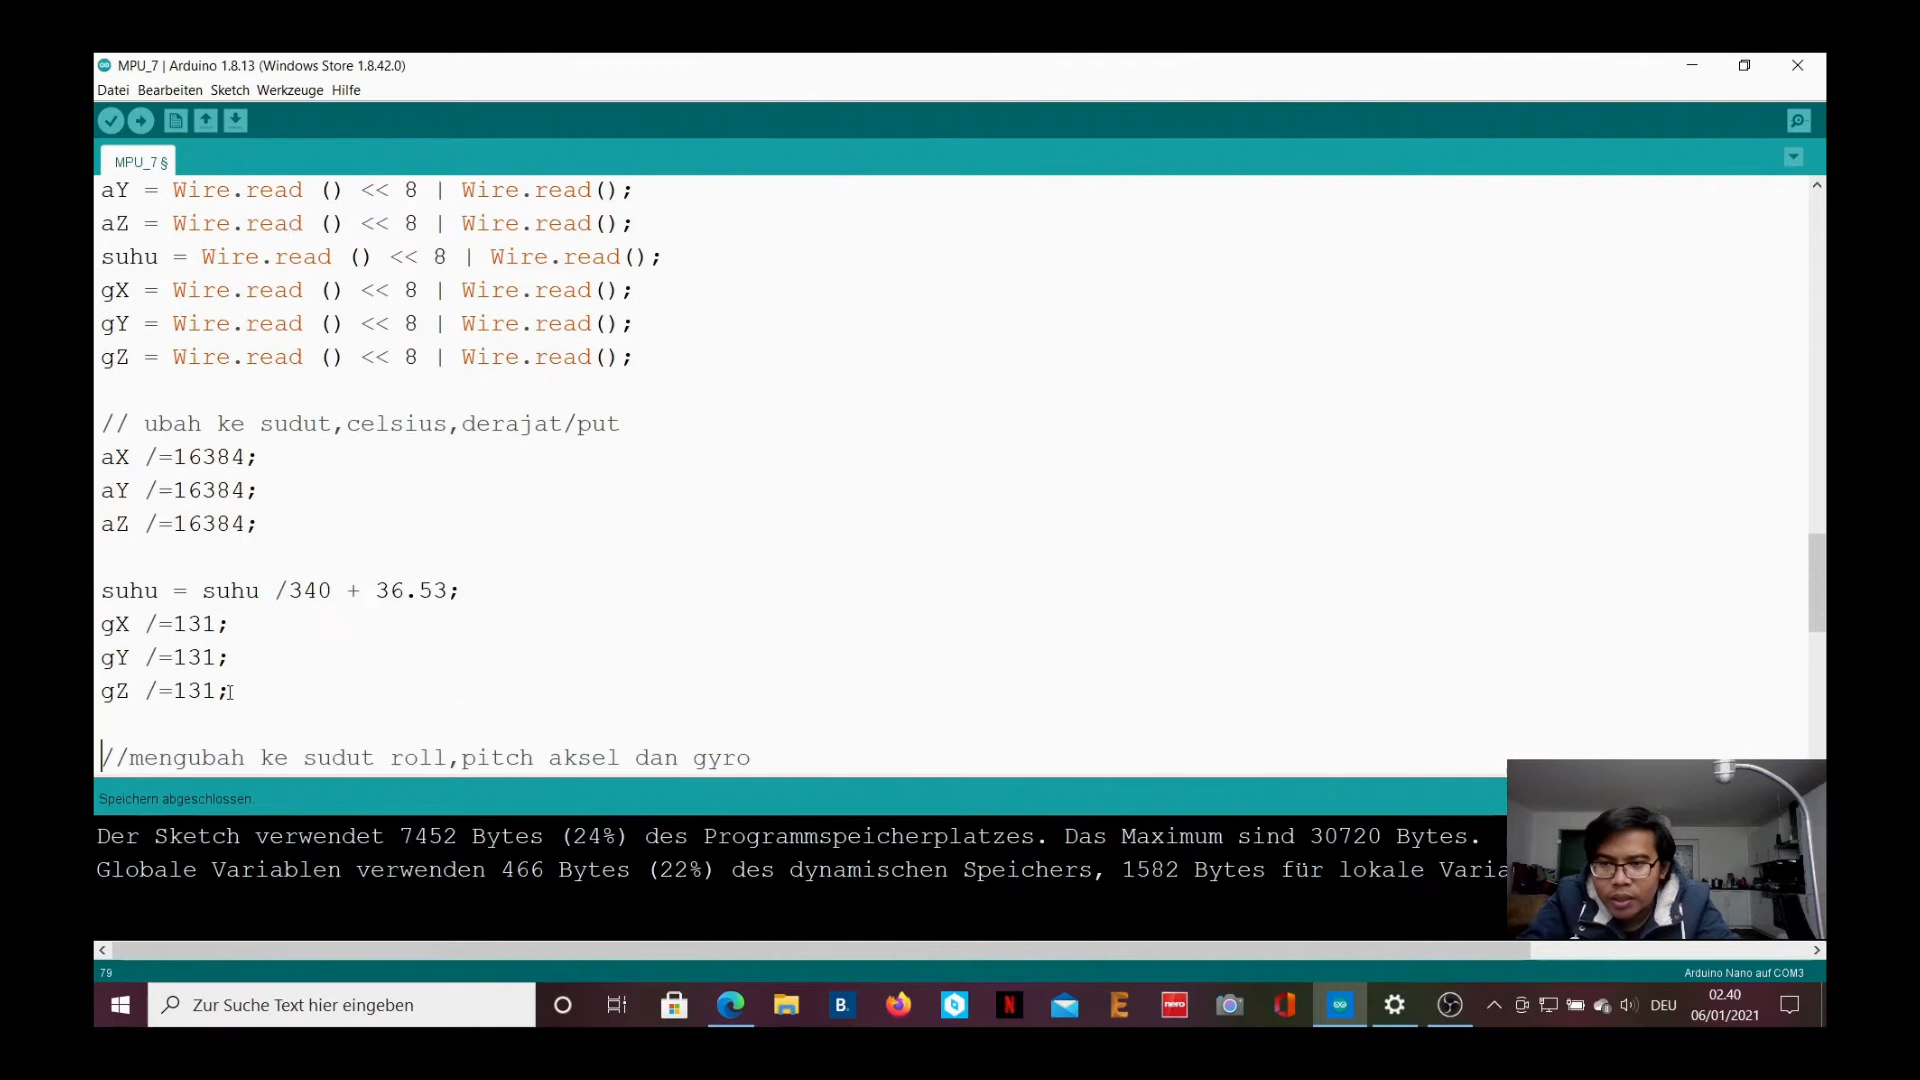 MPU_7 | Arduino 1.8.13 (Windows Store 1.8.42.0)
Datei Bearbeiten Sketch Werkzeuge Hilfe
MPU_7 §
aY = Wire.read () << 8 | Wire.read();
aZ = Wire.read () << 8 | Wire.read();
suhu = Wire.read () << 8 | Wire.read();
gX = Wire.read () << 8 | Wire.read();
gY = Wire.read () << 8 | Wire.read();
gZ = Wire.read () << 8 | Wire.read();
// ubah ke sudut,celsius,derajat/put
aX /=16384;
aY /=16384;
aZ /=16384;
suhu = suhu /340 + 36.53;
gX /=131;
gY /=131;
gZ /=131;
//mengubah ke sudut roll,pitch aksel dan gyro
Speichern abgeschlossen.
Der Sketch verwendet 7452 Bytes (24%) des Programmspeicherplatzes. Das Maximum sind 30720 Bytes.
Globale Variablen verwenden 466 Bytes (22%) des dynamischen Speichers, 1582 Bytes für lokale Varia
79
Arduino Nano auf COM3
Zur Suche Text hier eingeben
B.
N
E
nero
DEU
02.40
06/01/2021